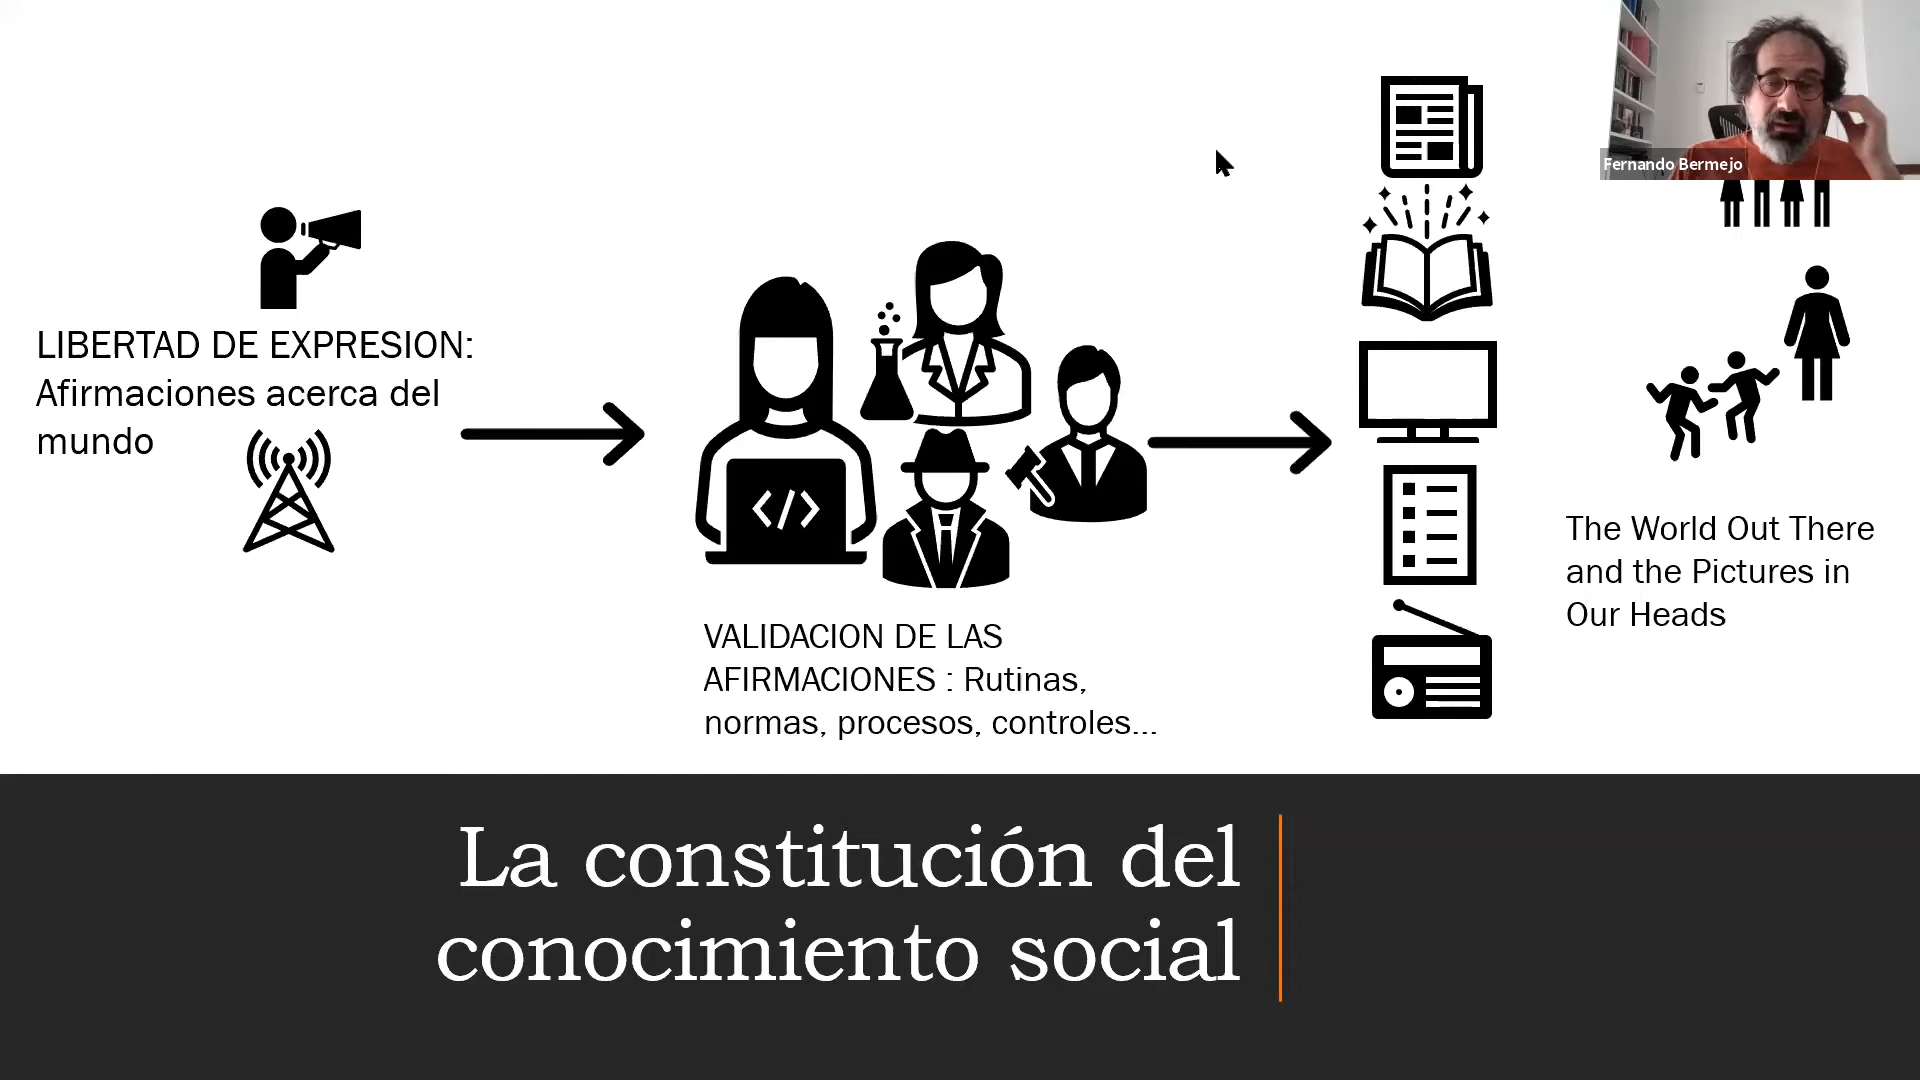 Fernando Bermejo
LIBERTAD DE EXPRESION:
Afirmaciones acerca del
mundo
</>
VALIDACION DE LAS
AFIRMACIONES : Rutinas,
normas, procesos, controles...
The World Out There
and the Pictures in
Our Heads
La constitución del
conocimiento social